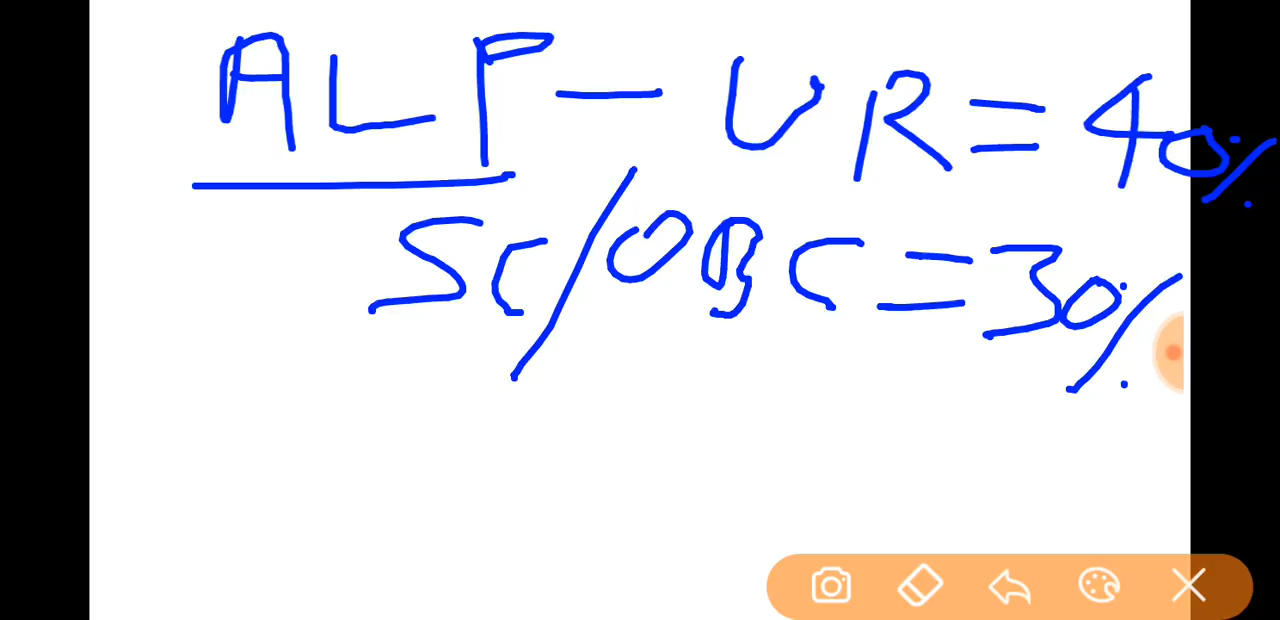 ALP - UR = 40%
SC/OBC = 30%